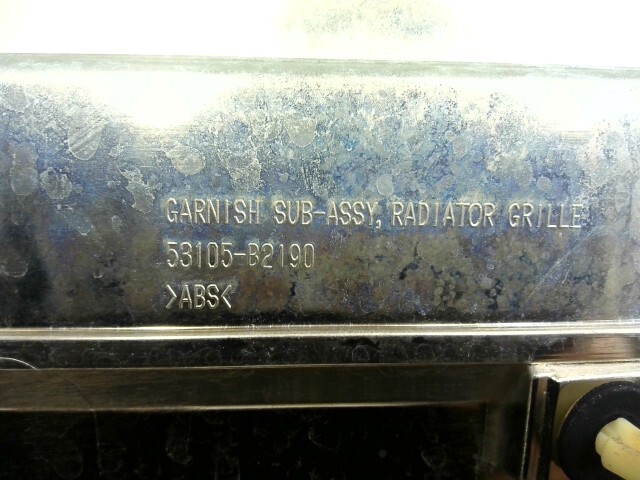 GARNISH SUB-ASSY, RADIATOR GRILLE
53105-B2190
>ABS<